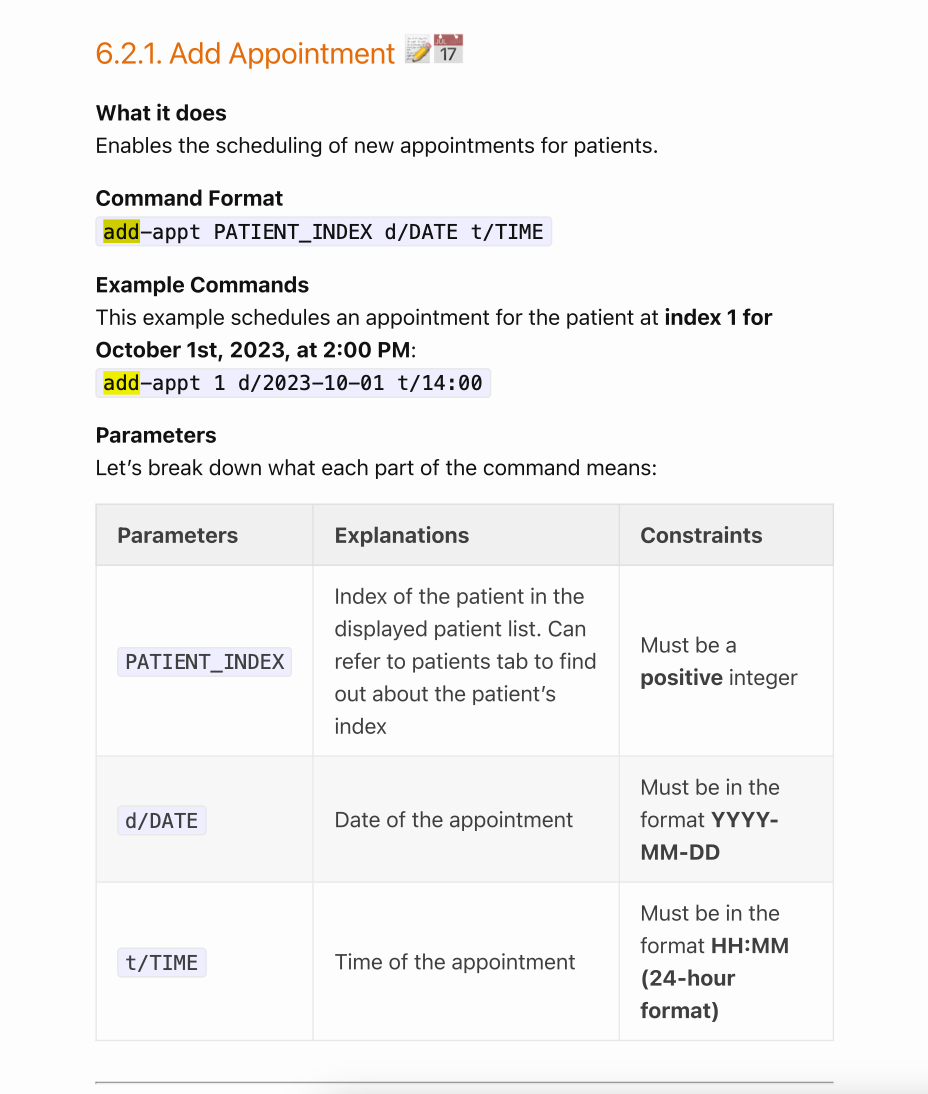 6.2.1. Add Appointment 📝📅
What it does
Enables the scheduling of new appointments for patients.
Command Format
add-appt PATIENT_INDEX d/DATE t/TIME
Example Commands
This example schedules an appointment for the patient at index 1 for
October 1st, 2023, at 2:00 PM:
add-appt 1 d/2023-10-01 t/14:00
Parameters
Let’s break down what each part of the command means:
Parameters Explanations Constraints
PATIENT_INDEX
Index of the patient in the
displayed patient list. Can
refer to patients tab to find
out about the patient’s
index
Must be a
positive integer
d/DATE
Date of the appointment
Must be in the
format YYYY-
MM-DD
t/TIME
Time of the appointment
Must be in the
format HH:MM
(24-hour
format)